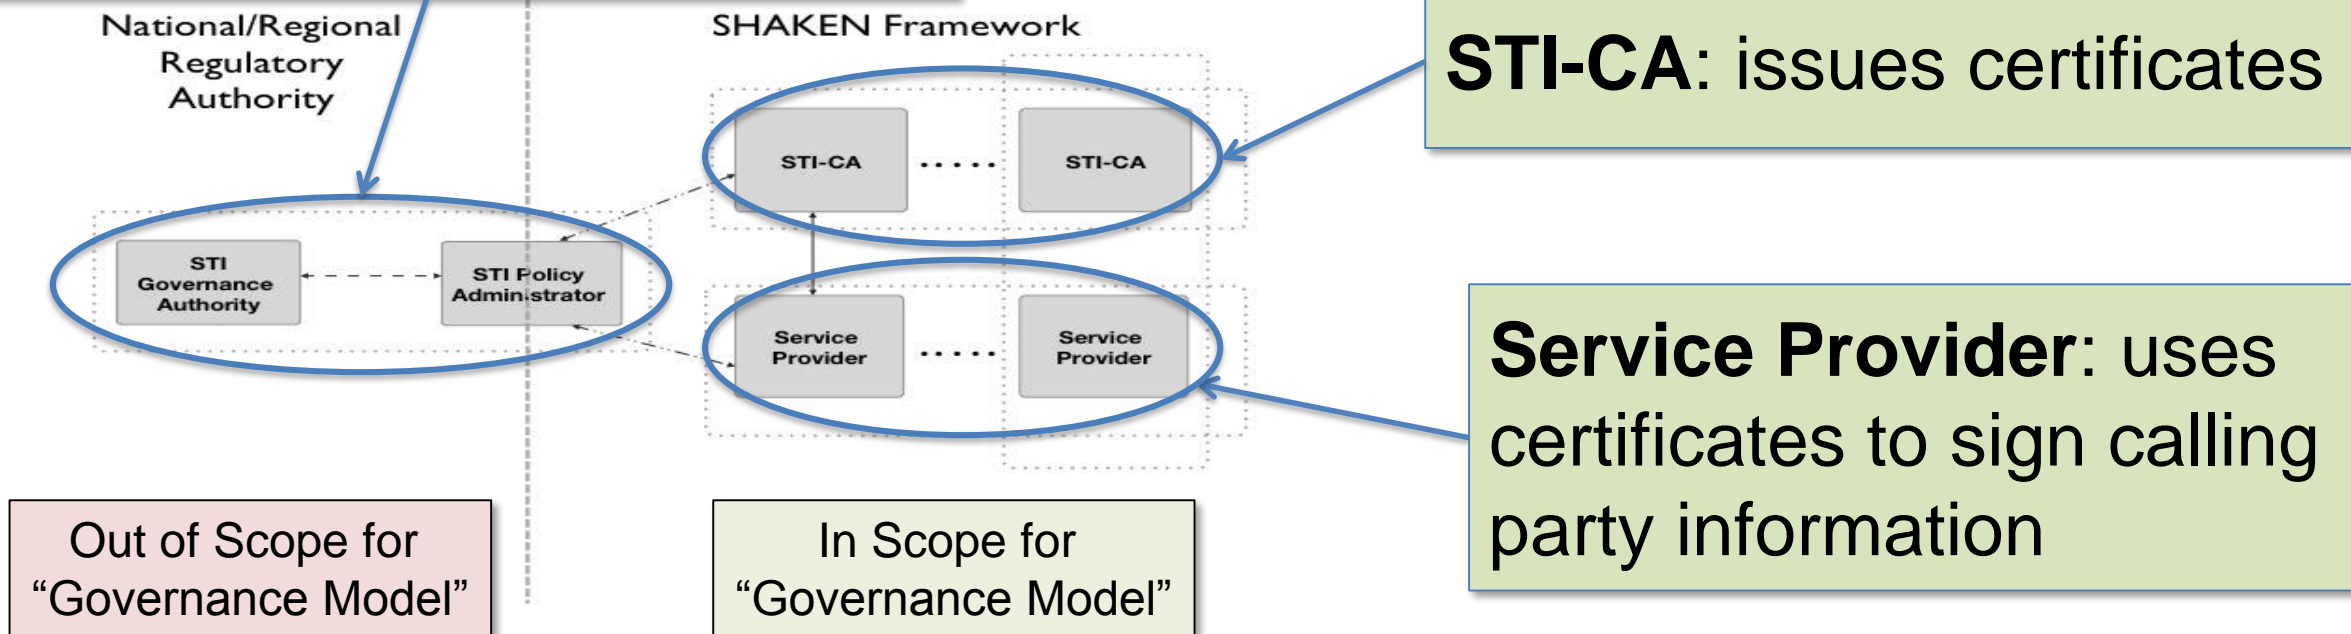 National/Regional
Regulatory
Authority
SHAKEN Framework
STI-CA: issues certificates
STI-CA
.....
STI-CA
STI
Governance
Authority
STI Policy
Administrator
Service
Provider
.....
Service
Provider
Service Provider: uses
certificates to sign calling
party information
Out of Scope for
“Governance Model”
In Scope for
“Governance Model”